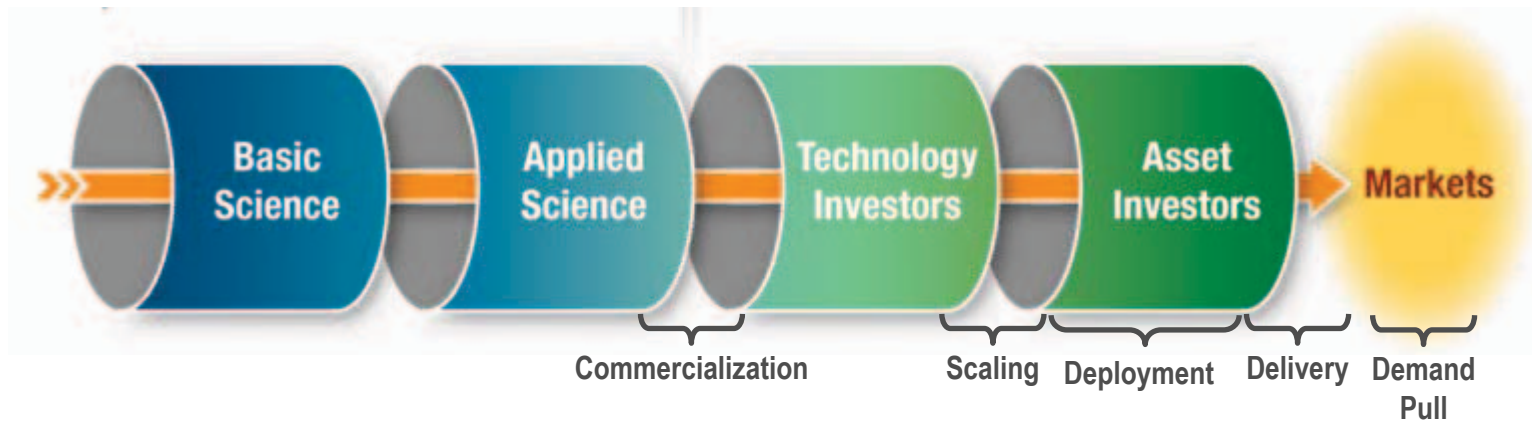 Basic
Science
Applied
Science
Technology
Investors
Asset
Investors
Markets
Commercialization
Scaling
Deployment
Delivery
Demand
Pull